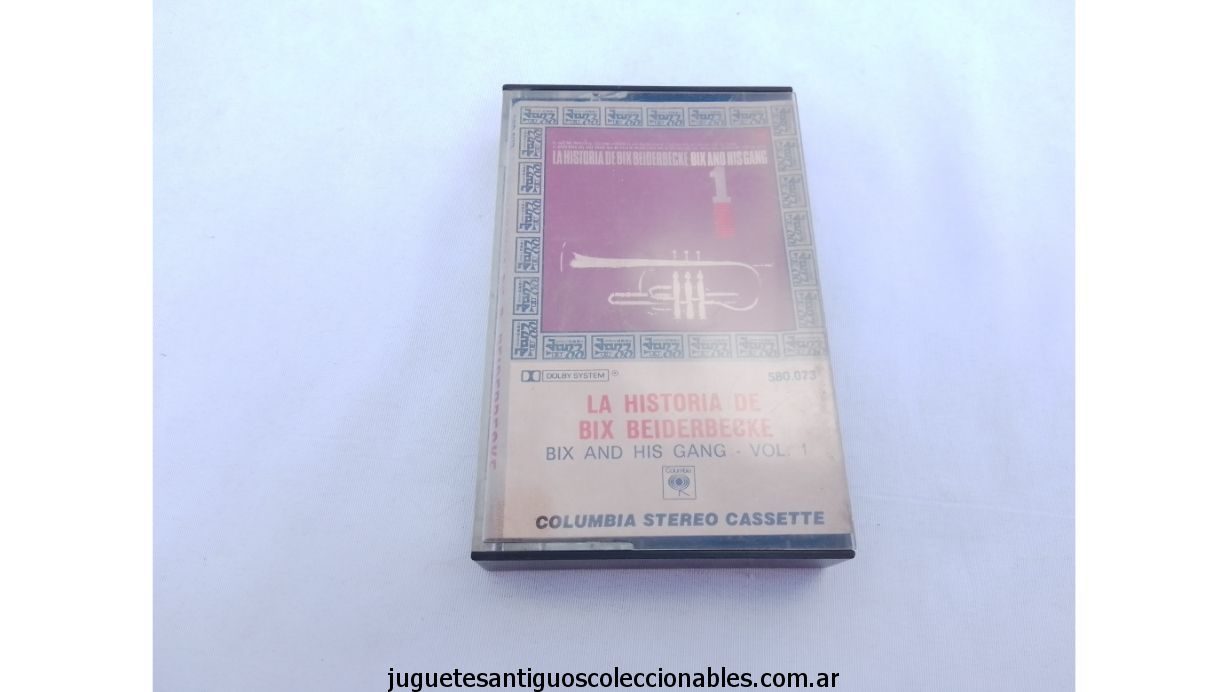 LA HISTORIA DE BIX BEIDERBECKE BIX AND HIS GANG
1
DOLBY SYSTEM ®
580.073
LA HISTORIA DE
BIX BEIDERBECKE
BIX AND HIS GANG - VOL. 1
Columbia
COLUMBIA STEREO CASSETTE
juguetesantiguoscoleccionables.com.ar